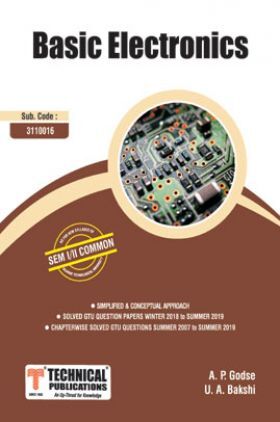 Basic Electronics
Sub. Code :
3110016
SEM I/II COMMON
● SIMPLIFIED & CONCEPTUAL APPROACH
● SOLVED GTU QUESTION PAPERS WINTER 2018 to SUMMER 2019
● CHAPTERWISE SOLVED GTU QUESTIONS SUMMER 2007 to SUMMER 2019
TECHNICAL
PUBLICATIONS
SINCE 1993 An Up-Thrust for Knowledge
A. P. Godse
U. A. Bakshi